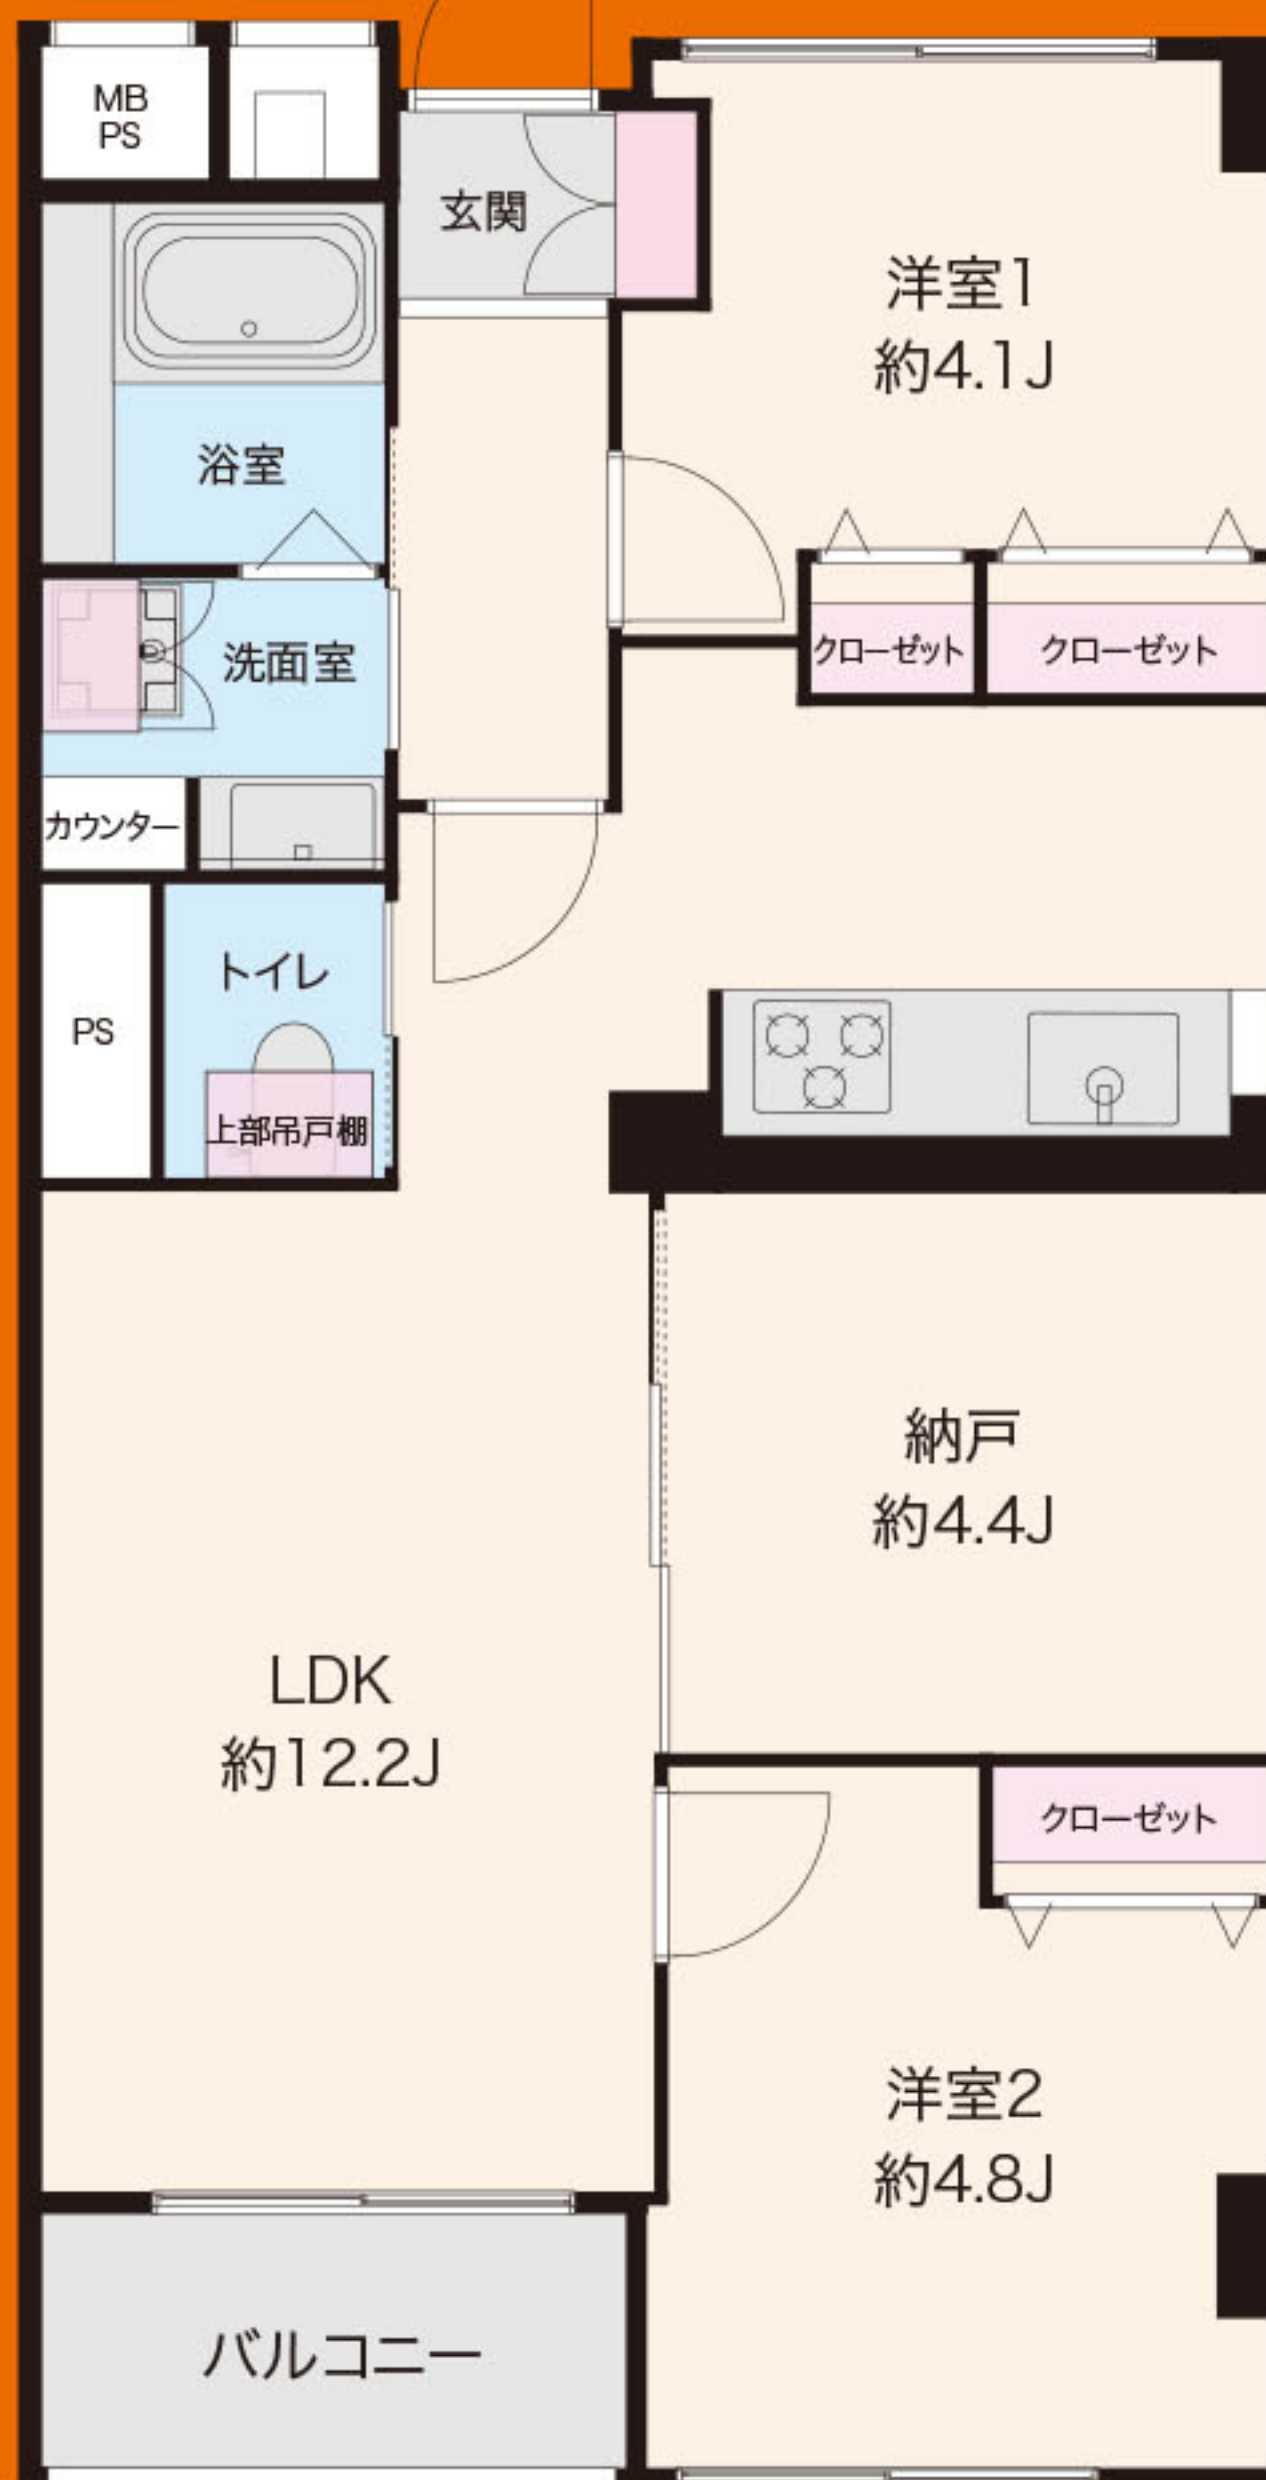 MB
PS
玄関
洋室1
約4.1J
浴室
洗面室
クローゼット
クローゼット
カウンター
トイレ
PS
上部吊戸棚
納戸
約4.4J
LDK
約12.2J
クローゼット
洋室2
約4.8J
バルコニー